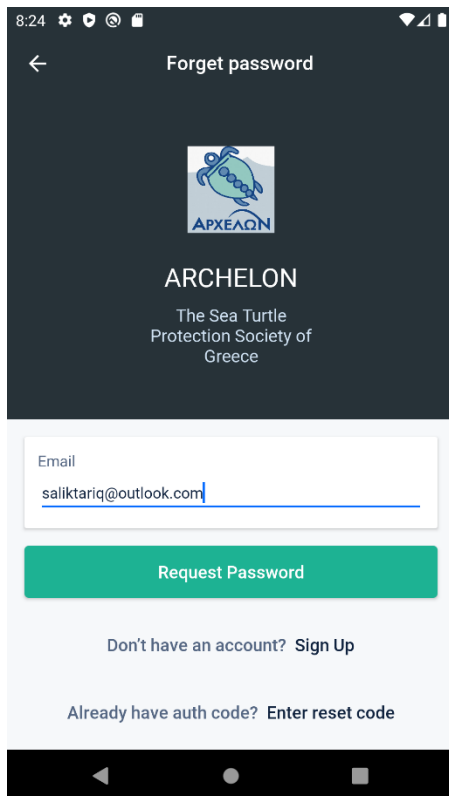 8:24
Forget password
ΑΡΧΕΛΩΝ
ARCHELON
The Sea Turtle
Protection Society of
Greece
Email
saliktariq@outlook.com
Request Password
Don’t have an account? Sign Up
Already have auth code? Enter reset code